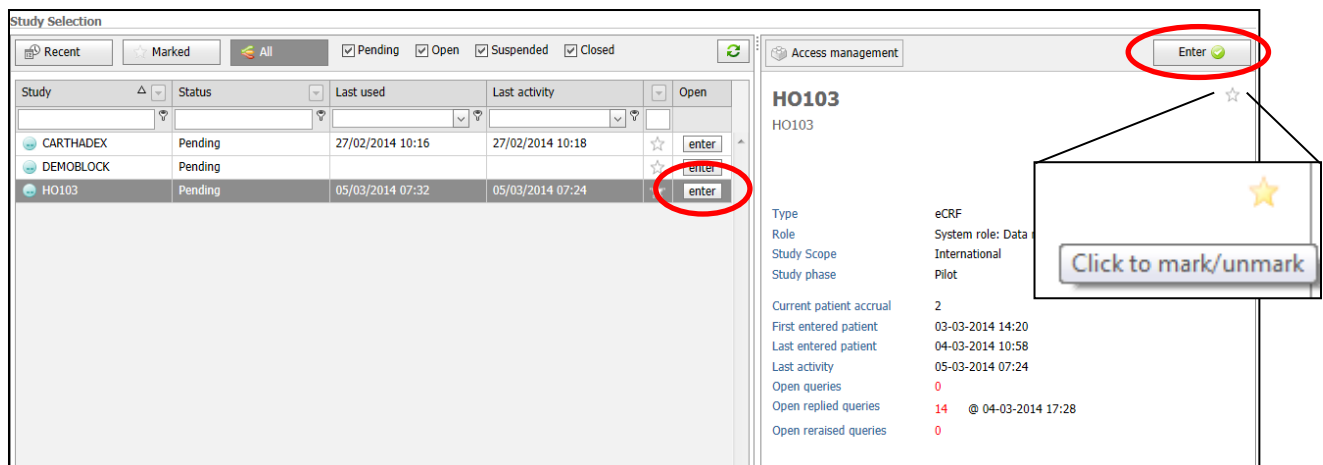 Study Selection
Recent Marked All Pending Open Suspended Closed
Study Status Last used Last activity Open
CARTHADEX Pending 27/02/2014 10:16 27/02/2014 10:18 enter
DEMOBLOCK Pending enter
HO103 Pending 05/03/2014 07:32 05/03/2014 07:24 enter
Access management Enter
HO103
HO103
Click to mark/unmark
Type eCRF
Role System role: Data
Study Scope International
Study phase Pilot
Current patient accrual 2
First entered patient 03-03-2014 14:20
Last entered patient 04-03-2014 10:58
Last activity 05-03-2014 07:24
Open queries 0
Open replied queries 14 @ 04-03-2014 17:28
Open reraised queries 0